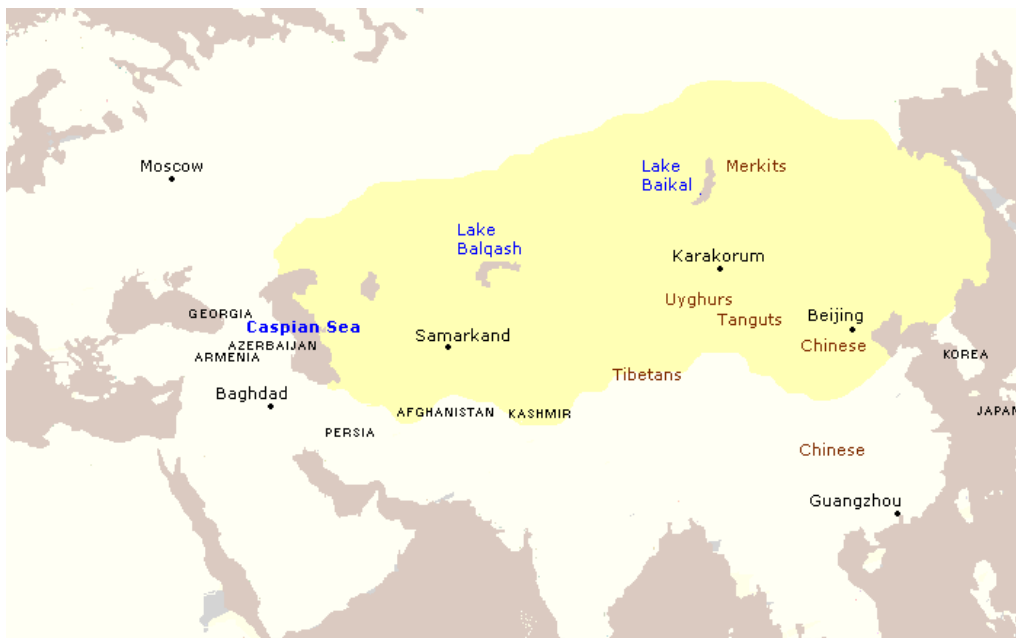 Moscow
Lake
Baikal
Merkits
Lake
Balqash
Karakorum
Uyghurs
Tanguts
Beijing
GEORGIA
Caspian Sea
Samarkand
AZERBAIJAN
Chinese
ARMENIA
KOREA
Tibetans
Baghdad
AFGHANISTAN
KASHMIR
JAPAN
PERSIA
Chinese
Guangzhou